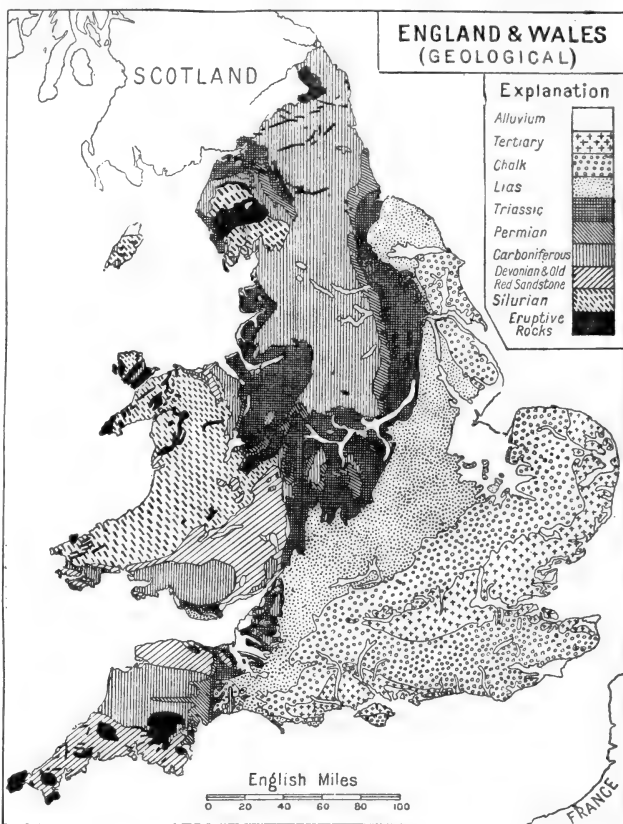 ENGLAND & WALES
(GEOLOGICAL)
SCOTLAND
Explanation
Alluvium
Tertiary
Chalk
Lias
Triassic
Permian
Carboniferous
Devonian & Old
Red Sandstone
Silurian
Eruptive
Rocks
English Miles
0 20 40 60 80 100
FRANCE